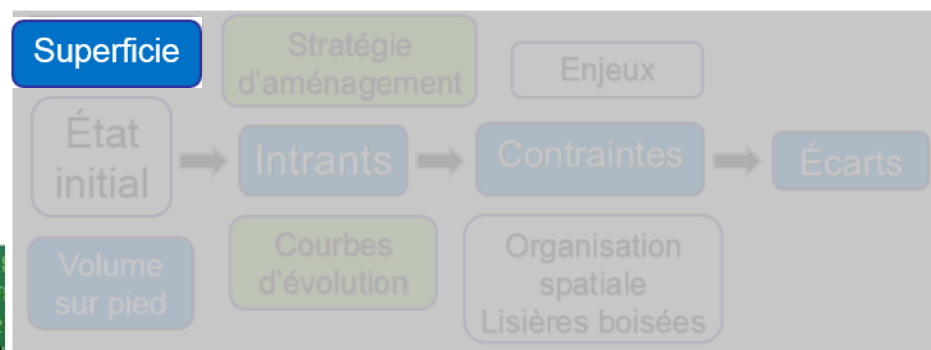 Superficie
Stratégie
d'aménagement
Enjeux
État
initial
Intrants
Contraintes
Écarts
Volume
sur pied
Courbes
d'évolution
Organisation
spatiale
Lisières boisées